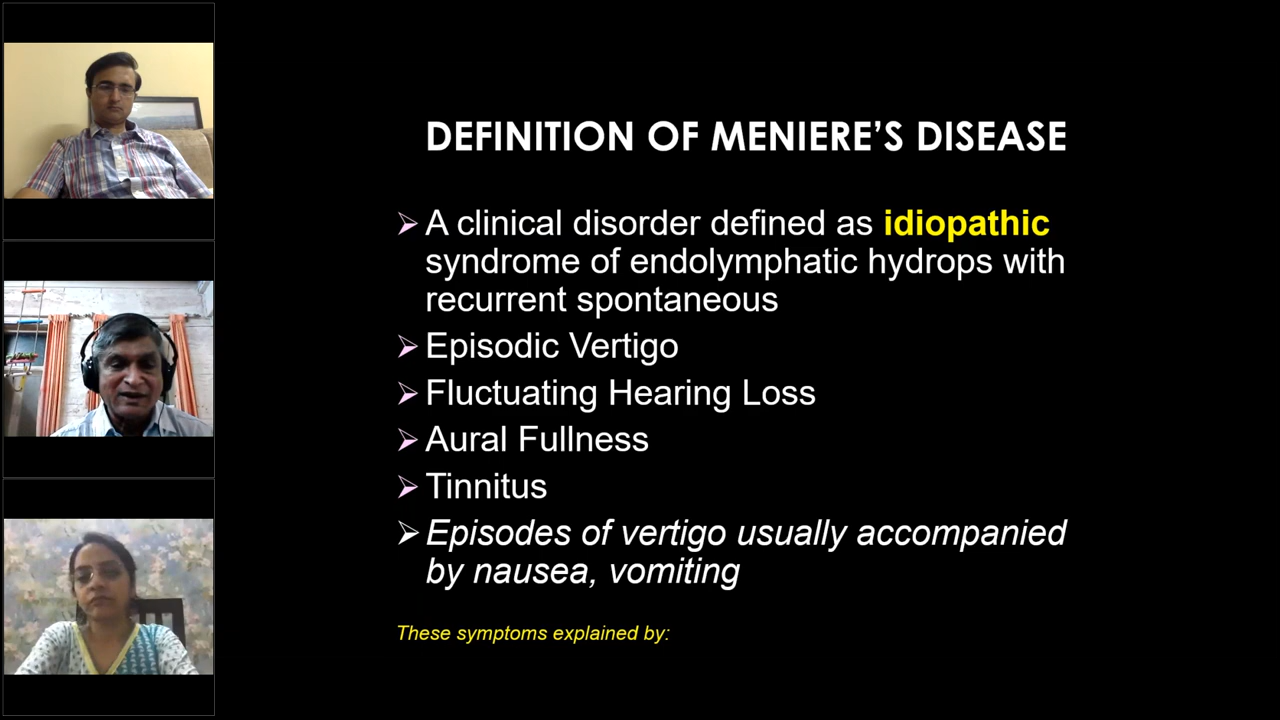 DEFINITION OF MENIERE'S DISEASE
A clinical disorder defined as idiopathic
syndrome of endolymphatic hydrops with
recurrent spontaneous
Episodic Vertigo
Fluctuating Hearing Loss
Aural Fullness
Tinnitus
Episodes of vertigo usually accompanied
by nausea, vomiting
These symptoms explained by: